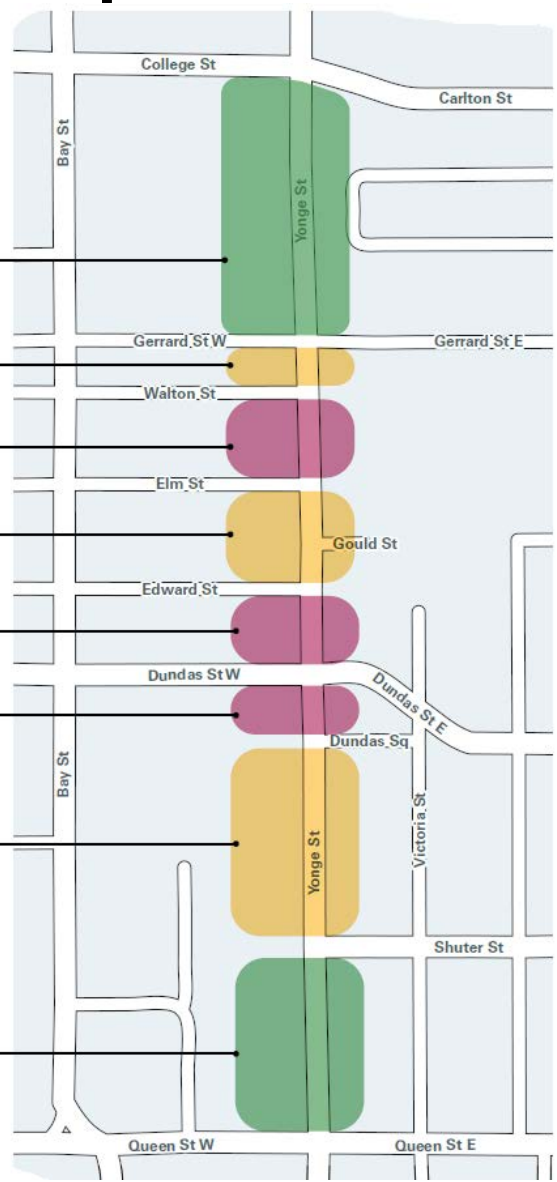 College St
Carlton St
Bay St
Yonge St
Gerrard St W
Gerrard St E
Walton St
Elm St
Gould St
Edward St
Dundas St W
Dundas St E
Dundas Sq
Bay St
Victoria St
Yonge St
Shuter St
Queen St W
Queen St E